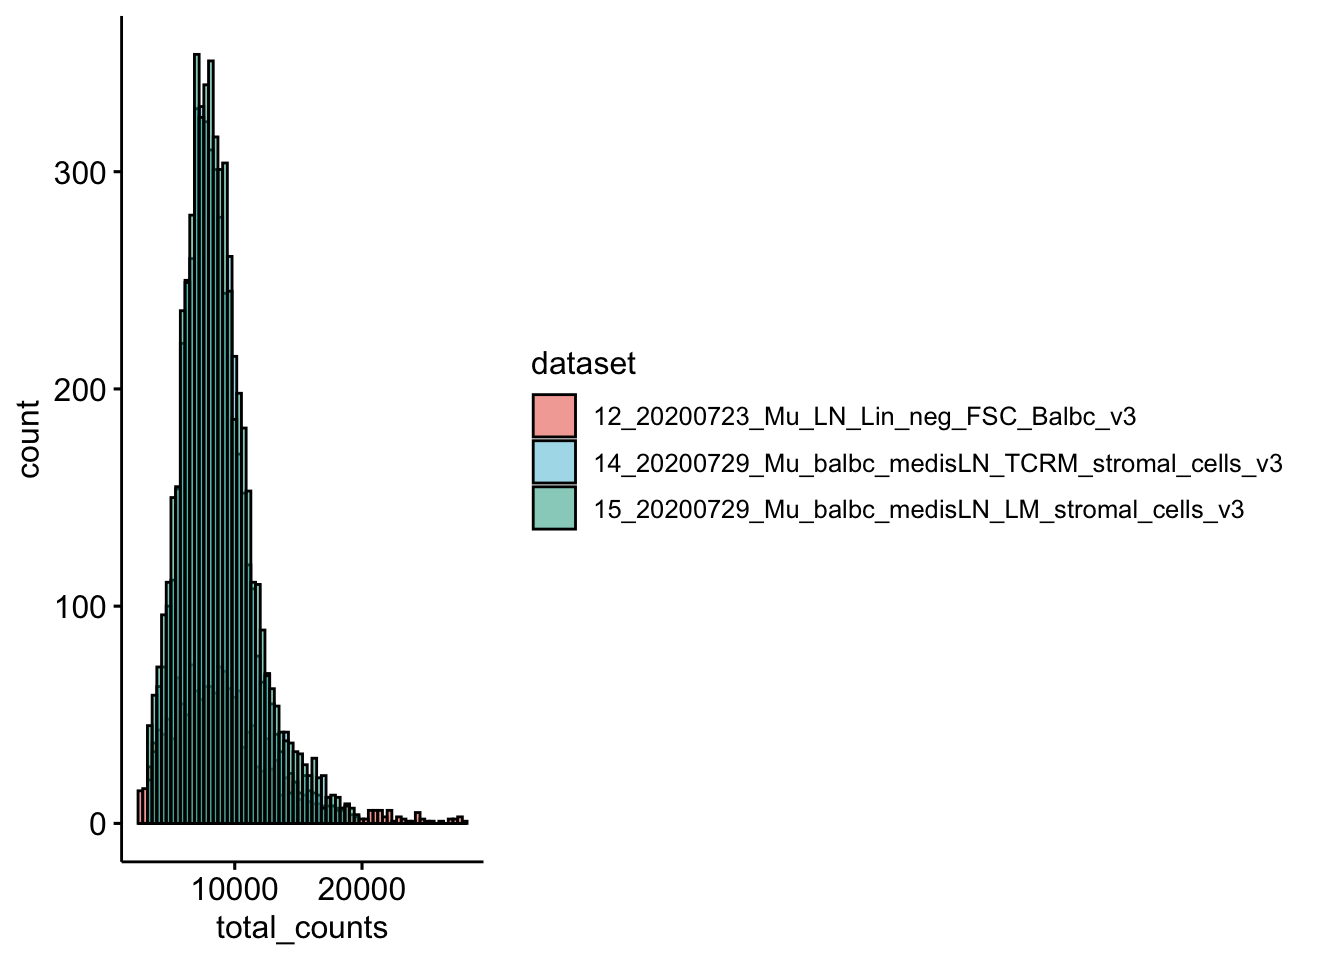 300
200
100
0
count
10000 20000
total_counts
dataset
12_20200723_Mu_LN_Lin_neg_FSC_Balbc_v3
14_20200729_Mu_balbc_medisLN_TCRM_stromal_cells_v3
15_20200729_Mu_balbc_medisLN_LM_stromal_cells_v3